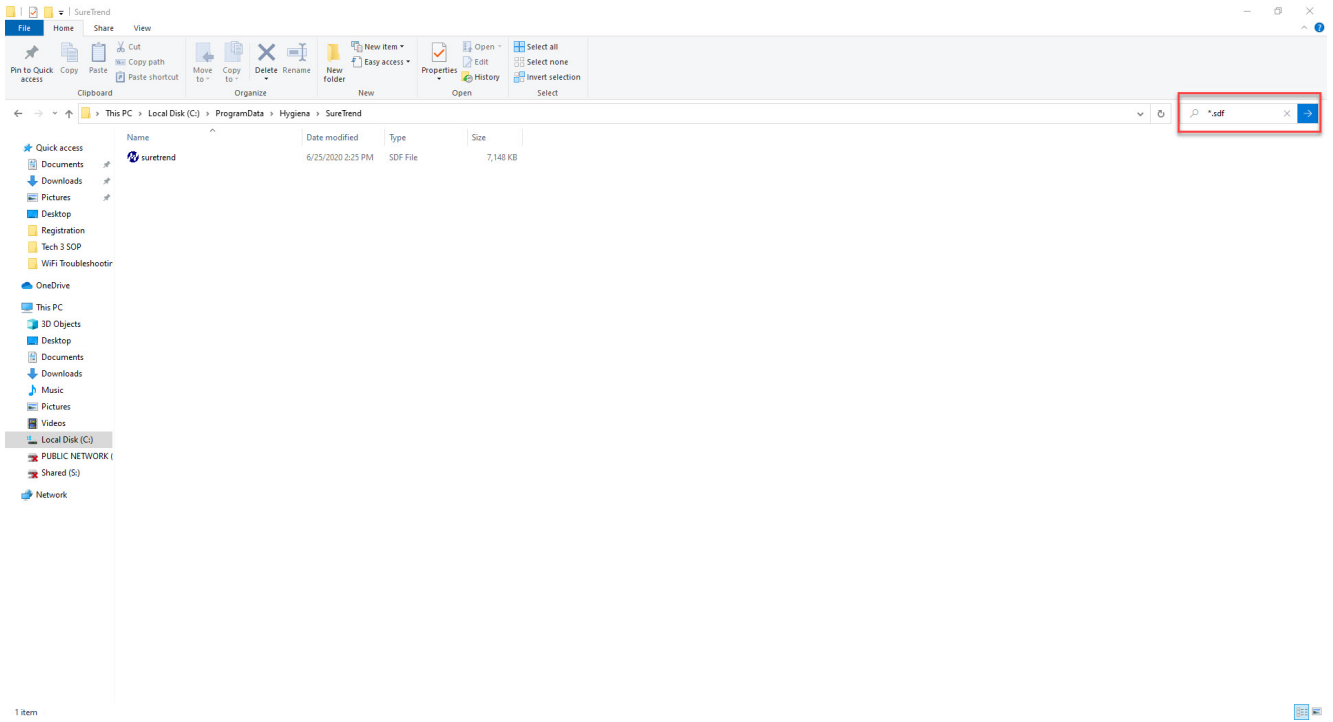 SureTrend
File Home Share View
Pin to Quick access
Copy
Paste
Cut
Copy path
Paste shortcut
Clipboard
Move to
Copy to
Delete
Rename
Organize
New folder
New item
Easy access
New
Properties
Open
Edit
History
Open
Select all
Select none
Invert selection
Select
This PC > Local Disk (C:) > ProgramData > Hygiena > SureTrend
*.sdf
Name Date modified Type Size
suretrend 6/25/2020 2:25 PM SDF File 7,148 KB
Quick access
Documents
Downloads
Pictures
Desktop
Registration
Tech 3 SOP
WiFi Troubleshootin
OneDrive
This PC
3D Objects
Desktop
Documents
Downloads
Music
Pictures
Videos
Local Disk (C:)
PUBLIC NETWORK (
Shared (S:)
Network
1 item